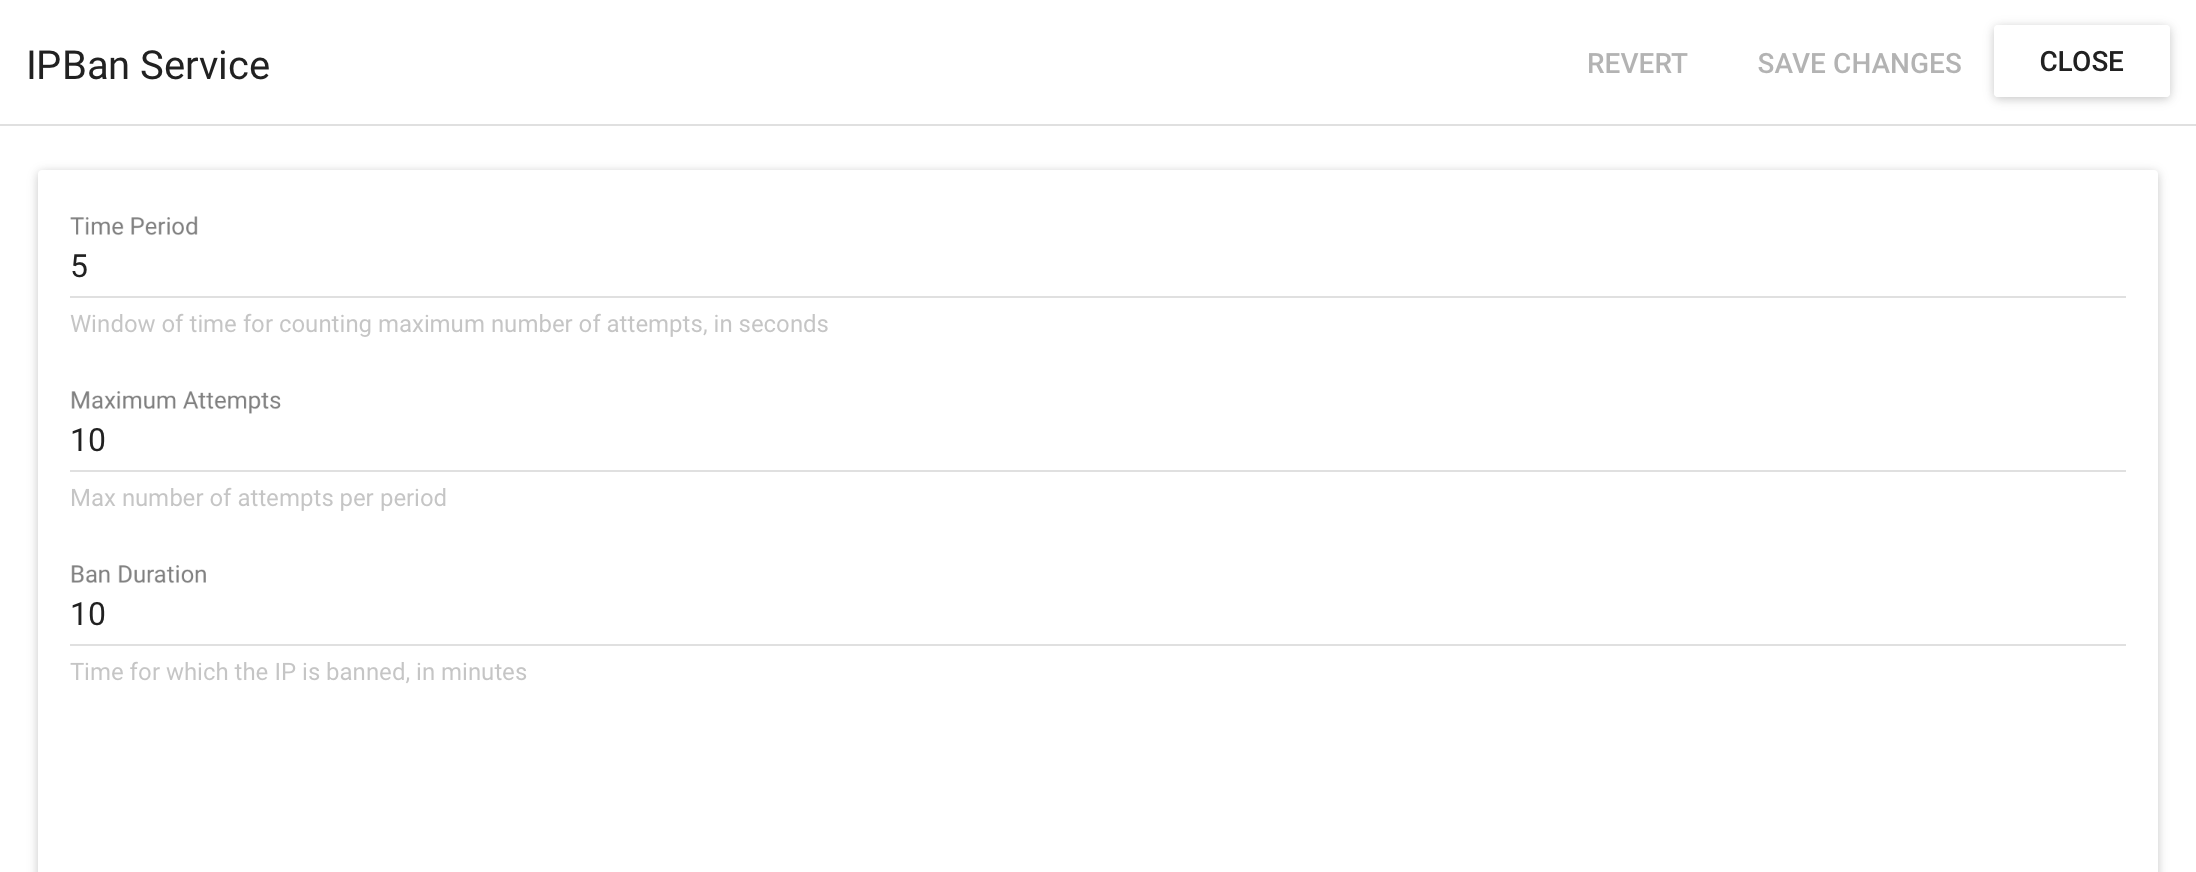 IPBan Service
REVERT
SAVE CHANGES
CLOSE
Time Period
5
Window of time for counting maximum number of attempts, in seconds
Maximum Attempts
10
Max number of attempts per period
Ban Duration
10
Time for which the IP is banned, in minutes